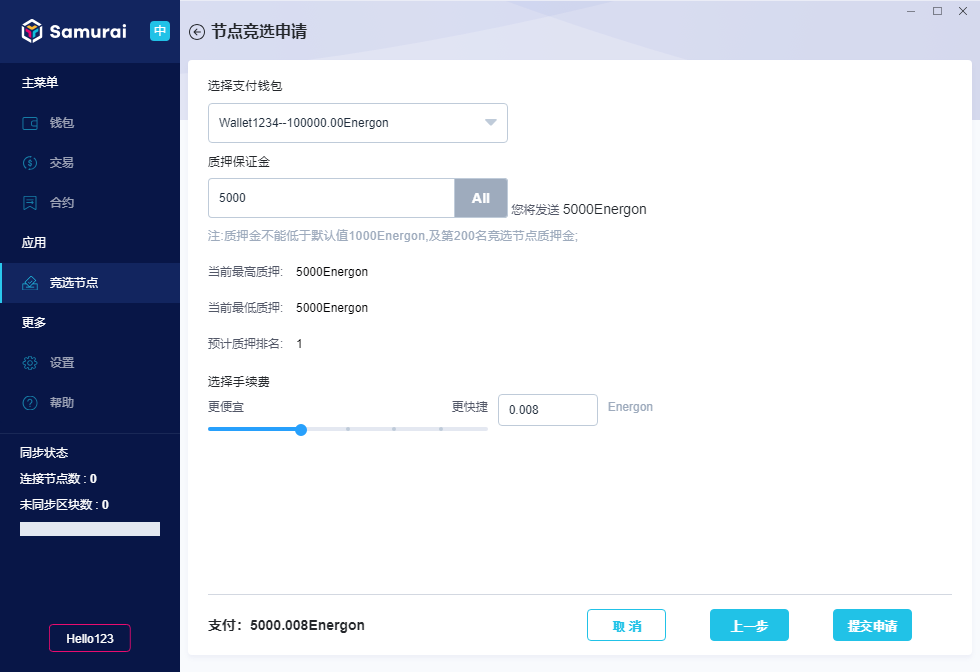 Samurai
中
主菜单
钱包
交易
合约
应用
竞选节点
更多
设置
帮助
同步状态
连接节点数 : 0
未同步区块数 : 0
Hello123
节点竞选申请
选择支付钱包
Wallet1234--100000.00Energon
质押保证金
5000
All
您将发送 5000Energon
注:质押金不能低于默认值1000Energon,及第200名竞选节点质押金;
当前最高质押: 5000Energon
当前最低质押: 5000Energon
预计质押排名: 1
选择手续费
更便宜
更快捷
0.008
Energon
支付：5000.008Energon
取 消
上一步
提交申请